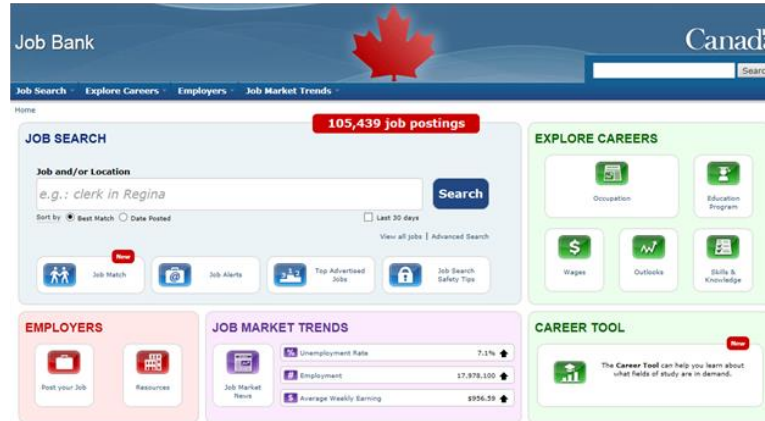 Job Bank
Canada
Search
Job Search
Explore Careers
Employers
Job Market Trends
Home
105,439 job postings
JOB SEARCH
Job and/or Location
e.g.: clerk in Regina
Search
Sort by Best Match Date Posted
Last 30 days
View all jobs | Advanced Search
New
Job Match
Job Alerts
Top Advertised
Jobs
Job Search
Safety Tips
EXPLORE CAREERS
Occupation
Education
Program
Wages
Outlooks
Skills &
Knowledge
EMPLOYERS
Post your Job
Resources
JOB MARKET TRENDS
Job Market
News
% Unemployment Rate 7.1%
# Employment 17,978,100
$ Average Weekly Earning $956.59
CAREER TOOL
New
The Career Tool can help you learn about
what fields of study are in demand.